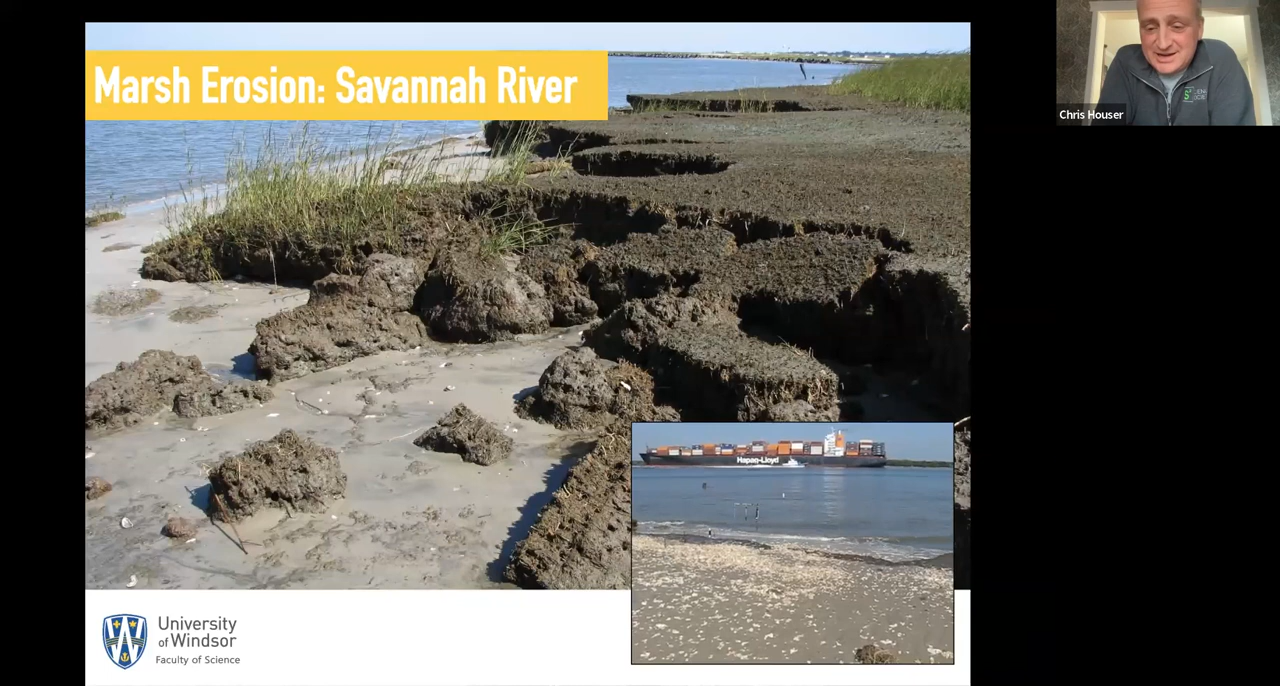 Marsh Erosion: Savannah River
Chris Houser
Hapag-Lloyd
University
of Windsor
Faculty of Science